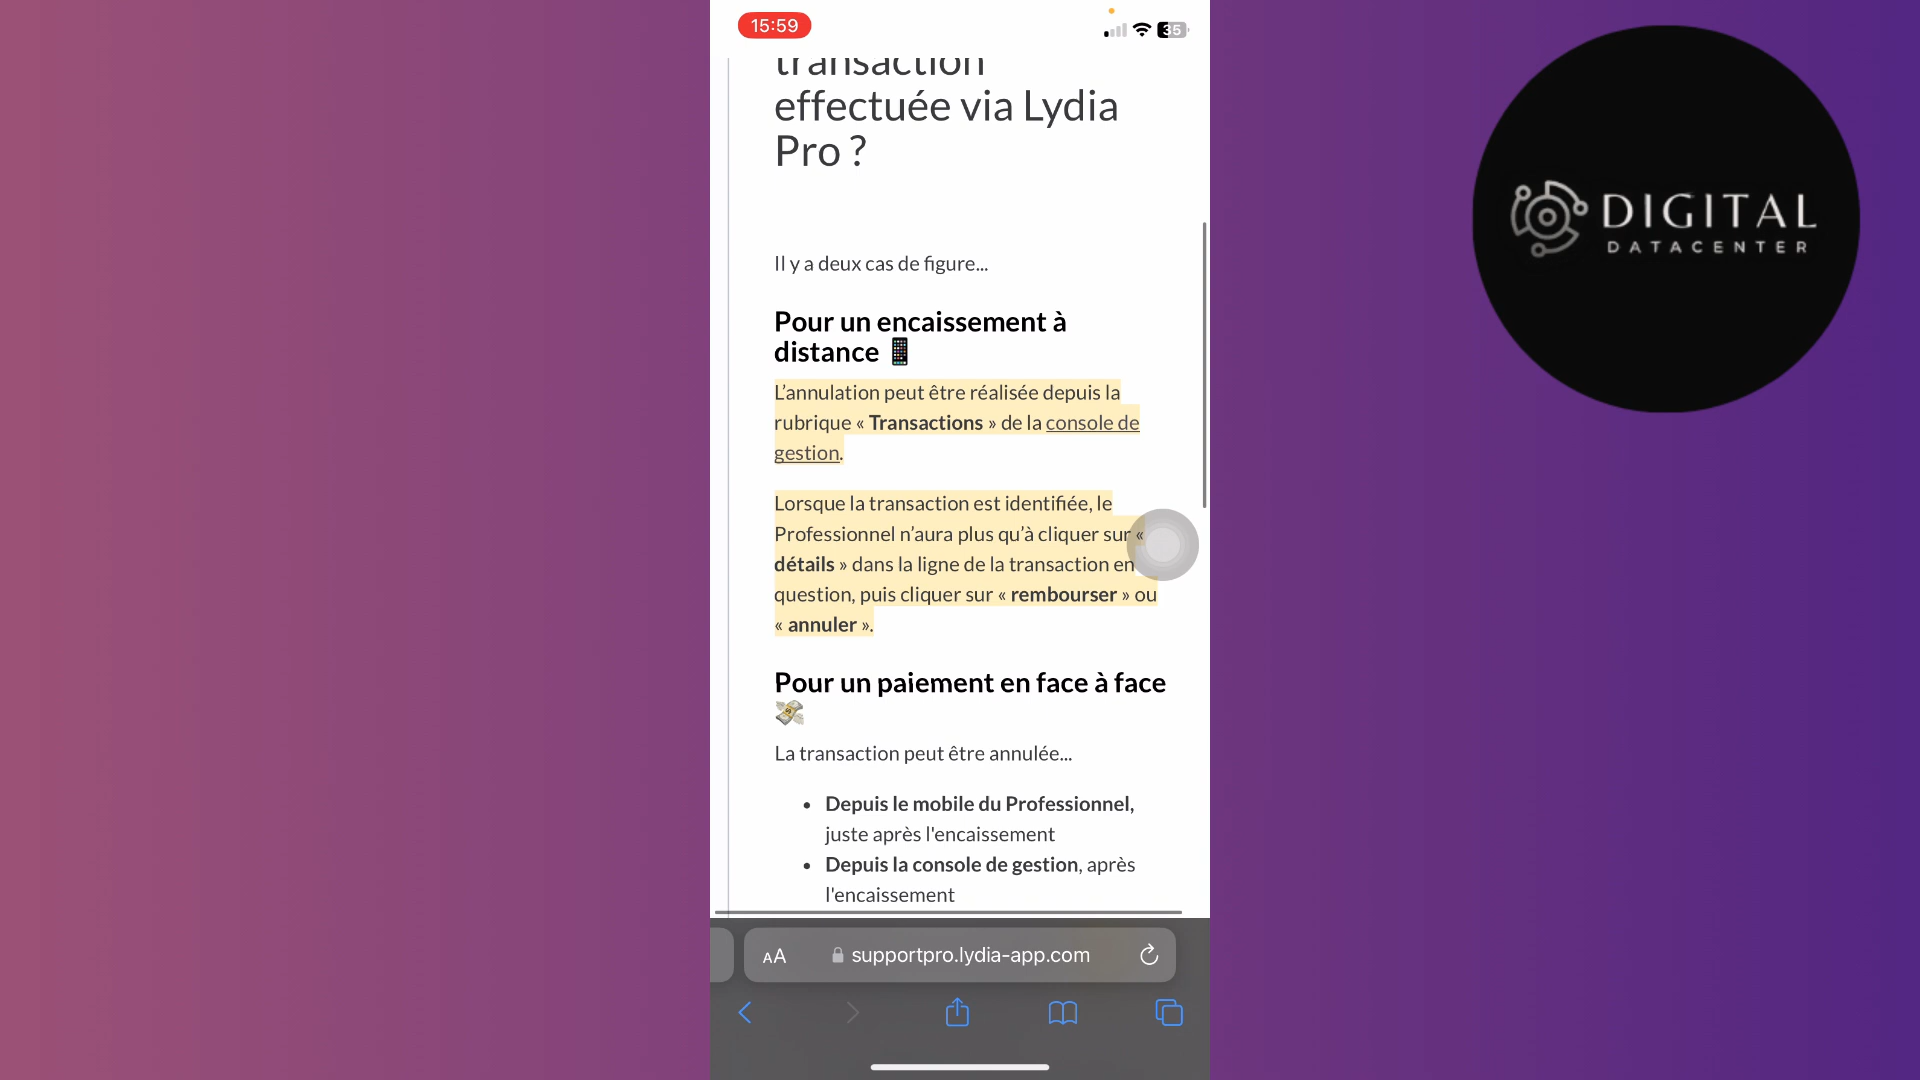 15:59
35
transaction
effectuée via Lydia
Pro ?
Il y a deux cas de figure...
Pour un encaissement à
distance 📱
L'annulation peut être réalisée depuis la
rubrique « Transactions » de la console de
gestion.
Lorsque la transaction est identifiée, le
Professionnel n'aura plus qu'à cliquer sur «
détails » dans la ligne de la transaction en
question, puis cliquer sur « rembourser » ou
« annuler ».
Pour un paiement en face à face
💸
La transaction peut être annulée...
• Depuis le mobile du Professionnel,
juste après l'encaissement
• Depuis la console de gestion, après
l'encaissement
AA
supportpro.lydia-app.com
DIGITAL
DATACENTER